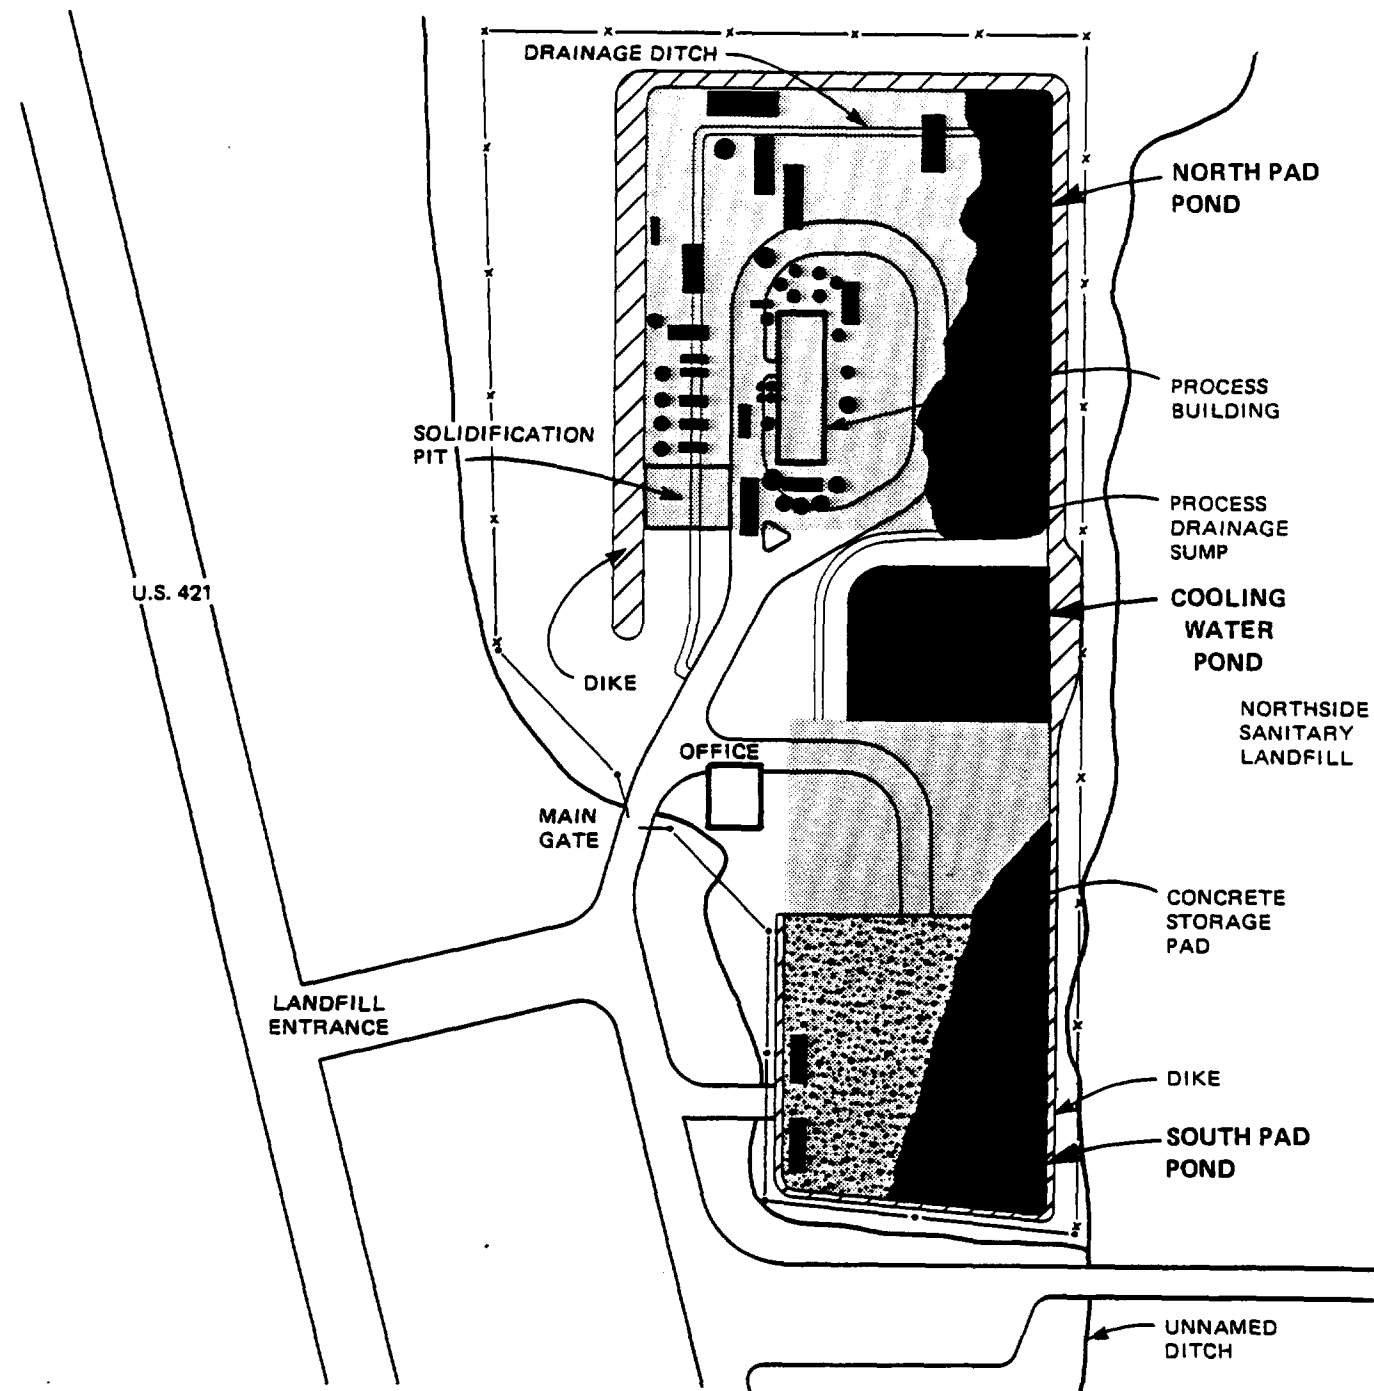 DRAINAGE DITCH
NORTH PAD
POND
PROCESS
BUILDING
SOLIDIFICATION
PIT
PROCESS
DRAINAGE
SUMP
U.S. 421
COOLING
WATER
POND
DIKE
NORTHSIDE
SANITARY
LANDFILL
OFFICE
MAIN
GATE
CONCRETE
STORAGE
PAD
LANDFILL
ENTRANCE
DIKE
SOUTH PAD
POND
UNNAMED
DITCH